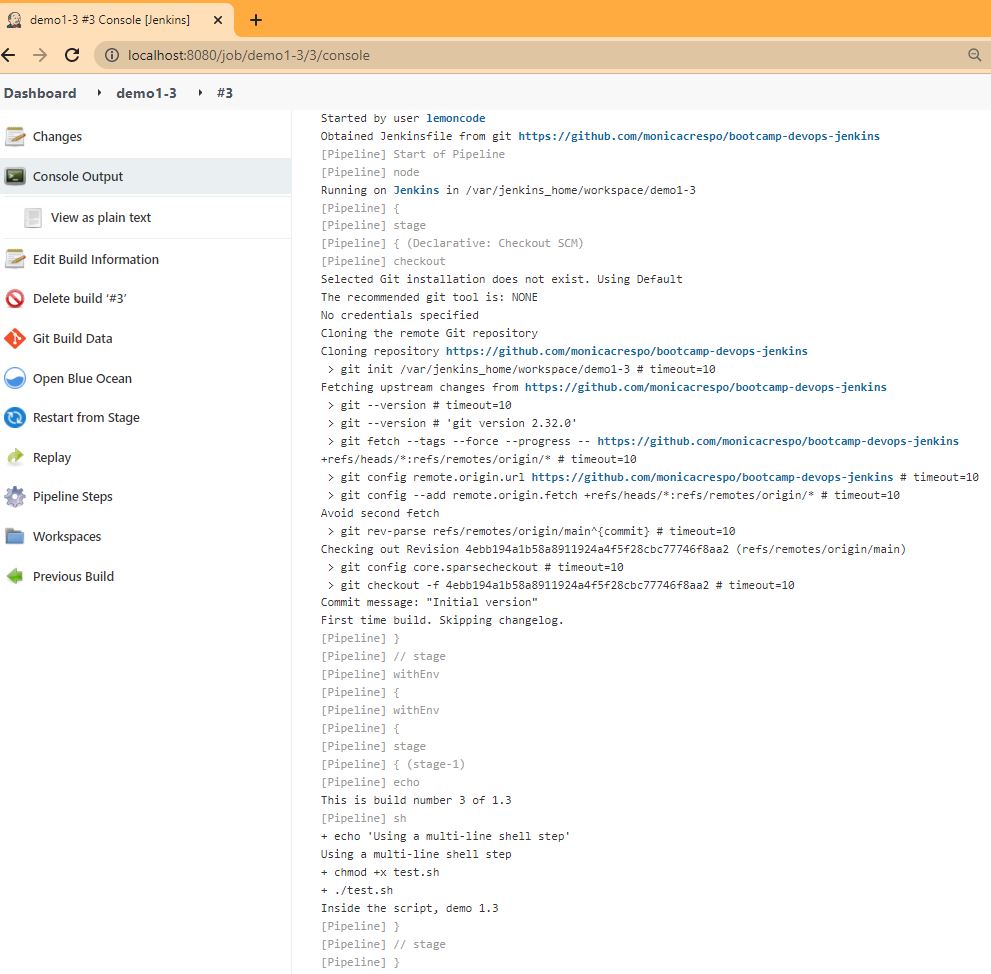 demo1-3 #3 Console [Jenkins]
localhost:8080/job/demo1-3/3/console
Dashboard demo1-3 #3
Changes
Console Output
View as plain text
Edit Build Information
Delete build ‘#3’
Git Build Data
Open Blue Ocean
Restart from Stage
Replay
Pipeline Steps
Workspaces
Previous Build
Started by user lemoncode
Obtained Jenkinsfile from git https://github.com/monicacrespo/bootcamp-devops-jenkins
[Pipeline] Start of Pipeline
[Pipeline] node
Running on Jenkins in /var/jenkins_home/workspace/demo1-3
[Pipeline] {
[Pipeline] stage
[Pipeline] { (Declarative: Checkout SCM)
[Pipeline] checkout
Selected Git installation does not exist. Using Default
The recommended git tool is: NONE
No credentials specified
Cloning the remote Git repository
Cloning repository https://github.com/monicacrespo/bootcamp-devops-jenkins
> git init /var/jenkins_home/workspace/demo1-3 # timeout=10
Fetching upstream changes from https://github.com/monicacrespo/bootcamp-devops-jenkins
> git --version # timeout=10
> git --version # 'git version 2.32.0'
> git fetch --tags --force --progress -- https://github.com/monicacrespo/bootcamp-devops-jenkins
+refs/heads/*:refs/remotes/origin/* # timeout=10
> git config remote.origin.url https://github.com/monicacrespo/bootcamp-devops-jenkins # timeout=10
> git config --add remote.origin.fetch +refs/heads/*:refs/remotes/origin/* # timeout=10
Avoid second fetch
> git rev-parse refs/remotes/origin/main^{commit} # timeout=10
Checking out Revision 4ebb194a1b58a8911924a4f5f28cbc77746f8aa2 (refs/remotes/origin/main)
> git config core.sparsecheckout # timeout=10
> git checkout -f 4ebb194a1b58a8911924a4f5f28cbc77746f8aa2 # timeout=10
Commit message: "Initial version"
First time build. Skipping changelog.
[Pipeline] }
[Pipeline] // stage
[Pipeline] withEnv
[Pipeline] {
[Pipeline] withEnv
[Pipeline] {
[Pipeline] stage
[Pipeline] { (stage-1)
[Pipeline] echo
This is build number 3 of 1.3
[Pipeline] sh
+ echo 'Using a multi-line shell step'
Using a multi-line shell step
+ chmod +x test.sh
+ ./test.sh
Inside the script, demo 1.3
[Pipeline] }
[Pipeline] // stage
[Pipeline] }